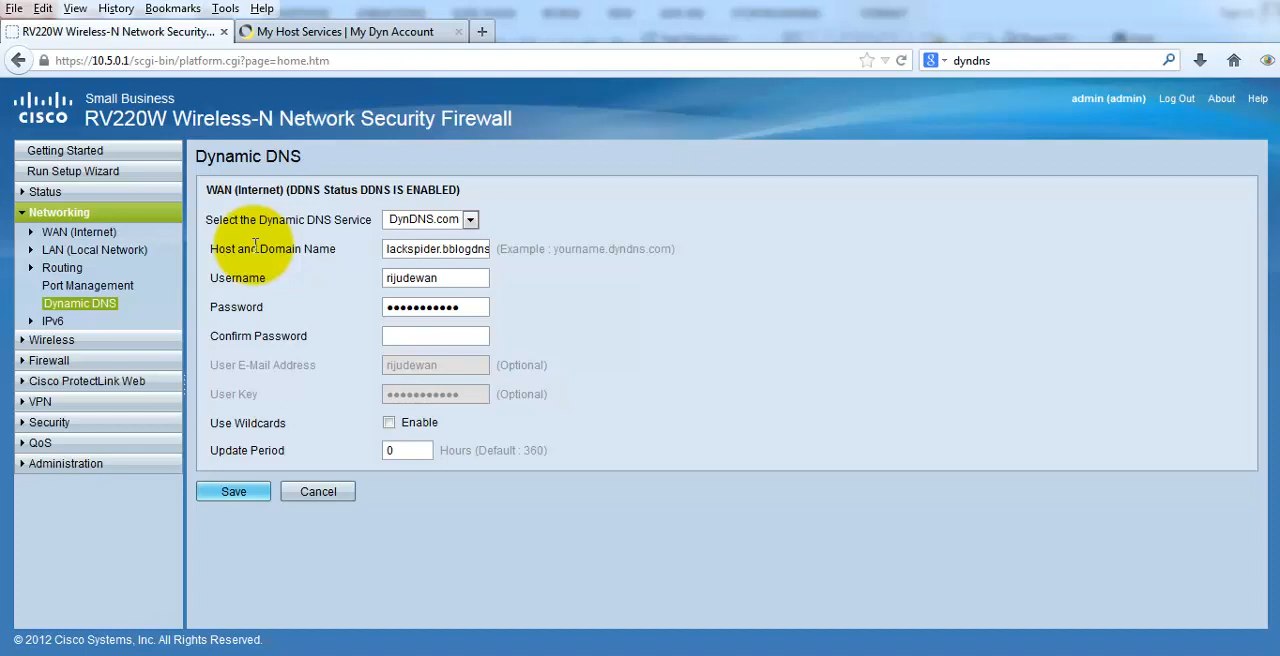 File Edit View History Bookmarks Tools Help
RV220W Wireless-N Network Security... × My Host Services | My Dyn Account × +
https://10.5.0.1/scgi-bin/platform.cgi?page=home.htm dyndns
Small Business
CISCO RV220W Wireless-N Network Security Firewall
admin (admin) Log Out About Help
Getting Started
Run Setup Wizard
Status
Networking
WAN (Internet)
LAN (Local Network)
Routing
Port Management
Dynamic DNS
IPv6
Wireless
Firewall
Cisco ProtectLink Web
VPN
Security
QoS
Administration
Dynamic DNS
WAN (Internet) (DDNS Status DDNS IS ENABLED)
Select the Dynamic DNS Service DynDNS.com
Host and Domain Name lackspider.bblogdns (Example : yourname.dyndns.com)
Username rijudewan
Password •••••••••••
Confirm Password
User E-Mail Address rijudewan (Optional)
User Key ••••••••••• (Optional)
Use Wildcards Enable
Update Period 0 Hours (Default : 360)
Save Cancel
© 2012 Cisco Systems, Inc. All Rights Reserved.